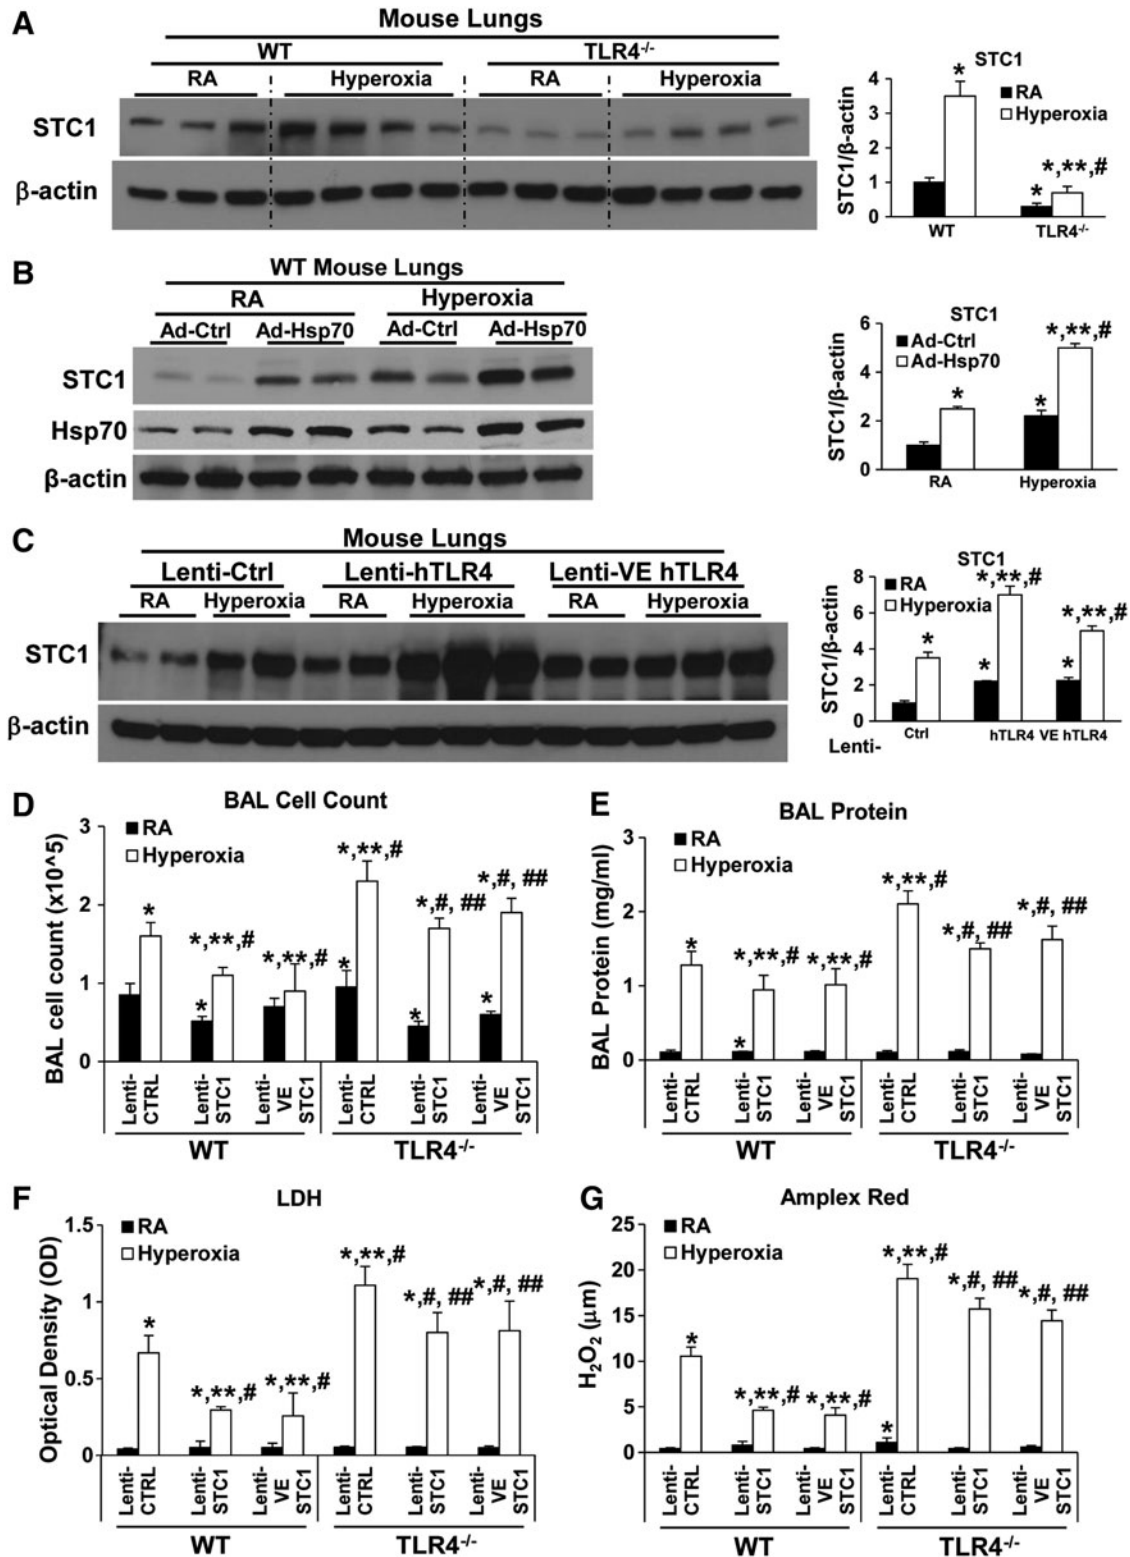 A
Mouse Lungs
WT
TLR4-/-
RA
Hyperoxia
RA
Hyperoxia
STC1
β-actin
STC1
RA
Hyperoxia
STC1/β-actin
4
3
2
1
0
*
*
*,**,#
WT
TLR4-/-
B
WT Mouse Lungs
RA
Hyperoxia
Ad-Ctrl
Ad-Hsp70
Ad-Ctrl
Ad-Hsp70
STC1
Hsp70
β-actin
STC1
Ad-Ctrl
Ad-Hsp70
STC1/β-actin
6
4
2
0
*
*
*,**,#
RA
Hyperoxia
C
Mouse Lungs
Lenti-Ctrl
Lenti-hTLR4
Lenti-VE hTLR4
RA
Hyperoxia
RA
Hyperoxia
RA
Hyperoxia
STC1
β-actin
STC1
RA
Hyperoxia
STC1/β-actin
8
6
4
2
0
*
*
*,**,#
*
*,**,#
Lenti-
Ctrl
hTLR4
VE hTLR4
D
BAL Cell Count
RA
Hyperoxia
BAL cell count (x10^5)
3
2
1
0
*
*
*,**,#
*,**,#
*
*,**,#
*
*,#, ##
*
*,#, ##
Lenti-
CTRL
Lenti-
STC1
Lenti-
VE
STC1
Lenti-
CTRL
Lenti-
STC1
Lenti-
VE
STC1
WT
TLR4-/-
E
BAL Protein
RA
Hyperoxia
BAL Protein (mg/ml)
3
2
1
0
*
*
*,**,#
*,**,#
*,**,#
*,#, ##
*,#, ##
Lenti-
CTRL
Lenti-
STC1
Lenti-
VE
STC1
Lenti-
CTRL
Lenti-
STC1
Lenti-
VE
STC1
WT
TLR4-/-
F
LDH
RA
Hyperoxia
Optical Density (OD)
1.5
1
0.5
0
*
*,**,#
*,**,#
*,**,#
*,#, ##
*,#, ##
Lenti-
CTRL
Lenti-
STC1
Lenti-
VE
STC1
Lenti-
CTRL
Lenti-
STC1
Lenti-
VE
STC1
WT
TLR4-/-
G
Amplex Red
RA
Hyperoxia
H2O2 (μm)
25
20
15
10
5
0
*
*,**,#
*,**,#
*
*,**,#
*,#, ##
*,#, ##
Lenti-
CTRL
Lenti-
STC1
Lenti-
VE
STC1
Lenti-
CTRL
Lenti-
STC1
Lenti-
VE
STC1
WT
TLR4-/-